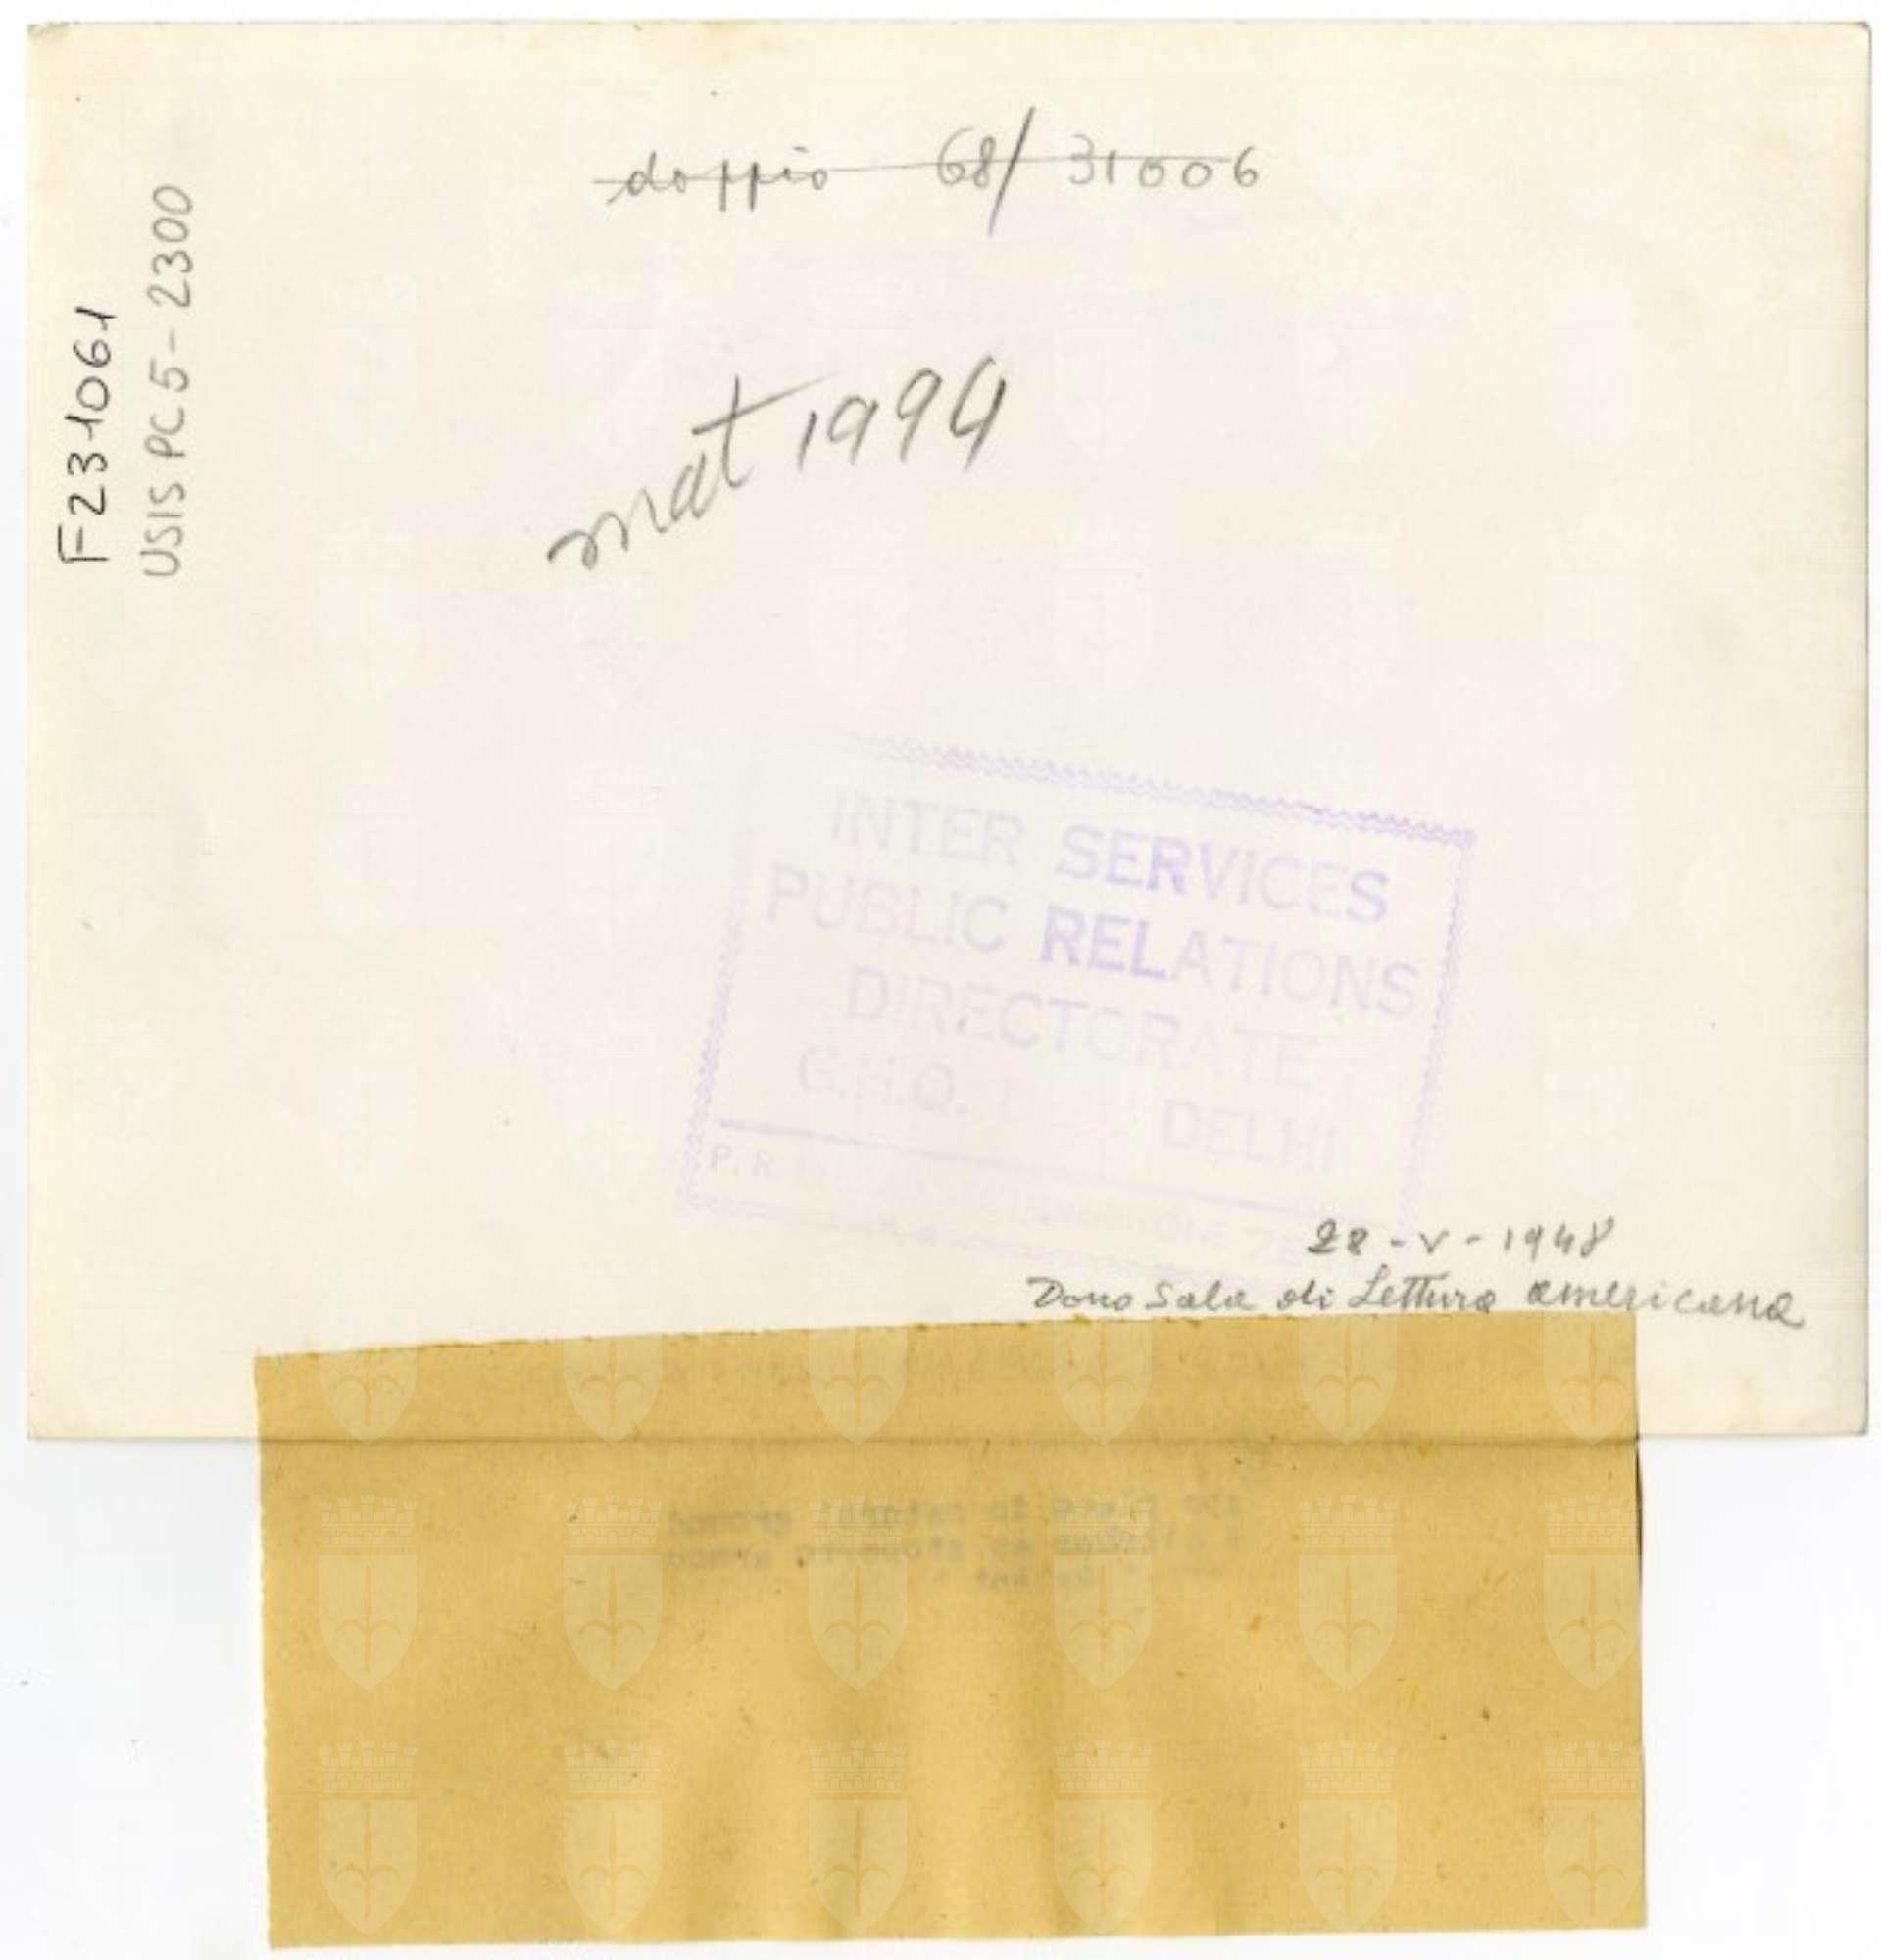 doppio 68/31006
F231061
USIS PC 5-2300
mat 1994
INTER SERVICES
PUBLIC RELATIONS
DIRECTORATE
G.H.Q. DELHI
P. R.
28-V-1948
Dono Sala di Lettura americana